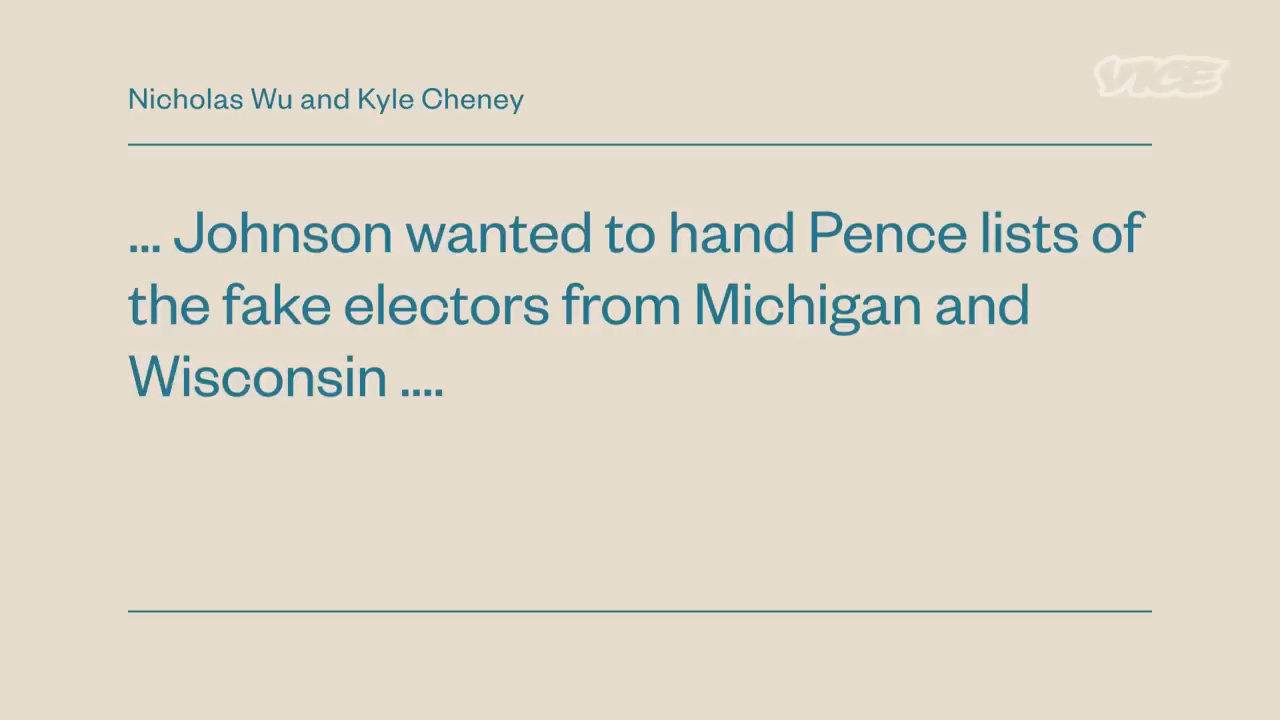 VICE
Nicholas Wu and Kyle Cheney
... Johnson wanted to hand Pence lists of
the fake electors from Michigan and
Wisconsin ....